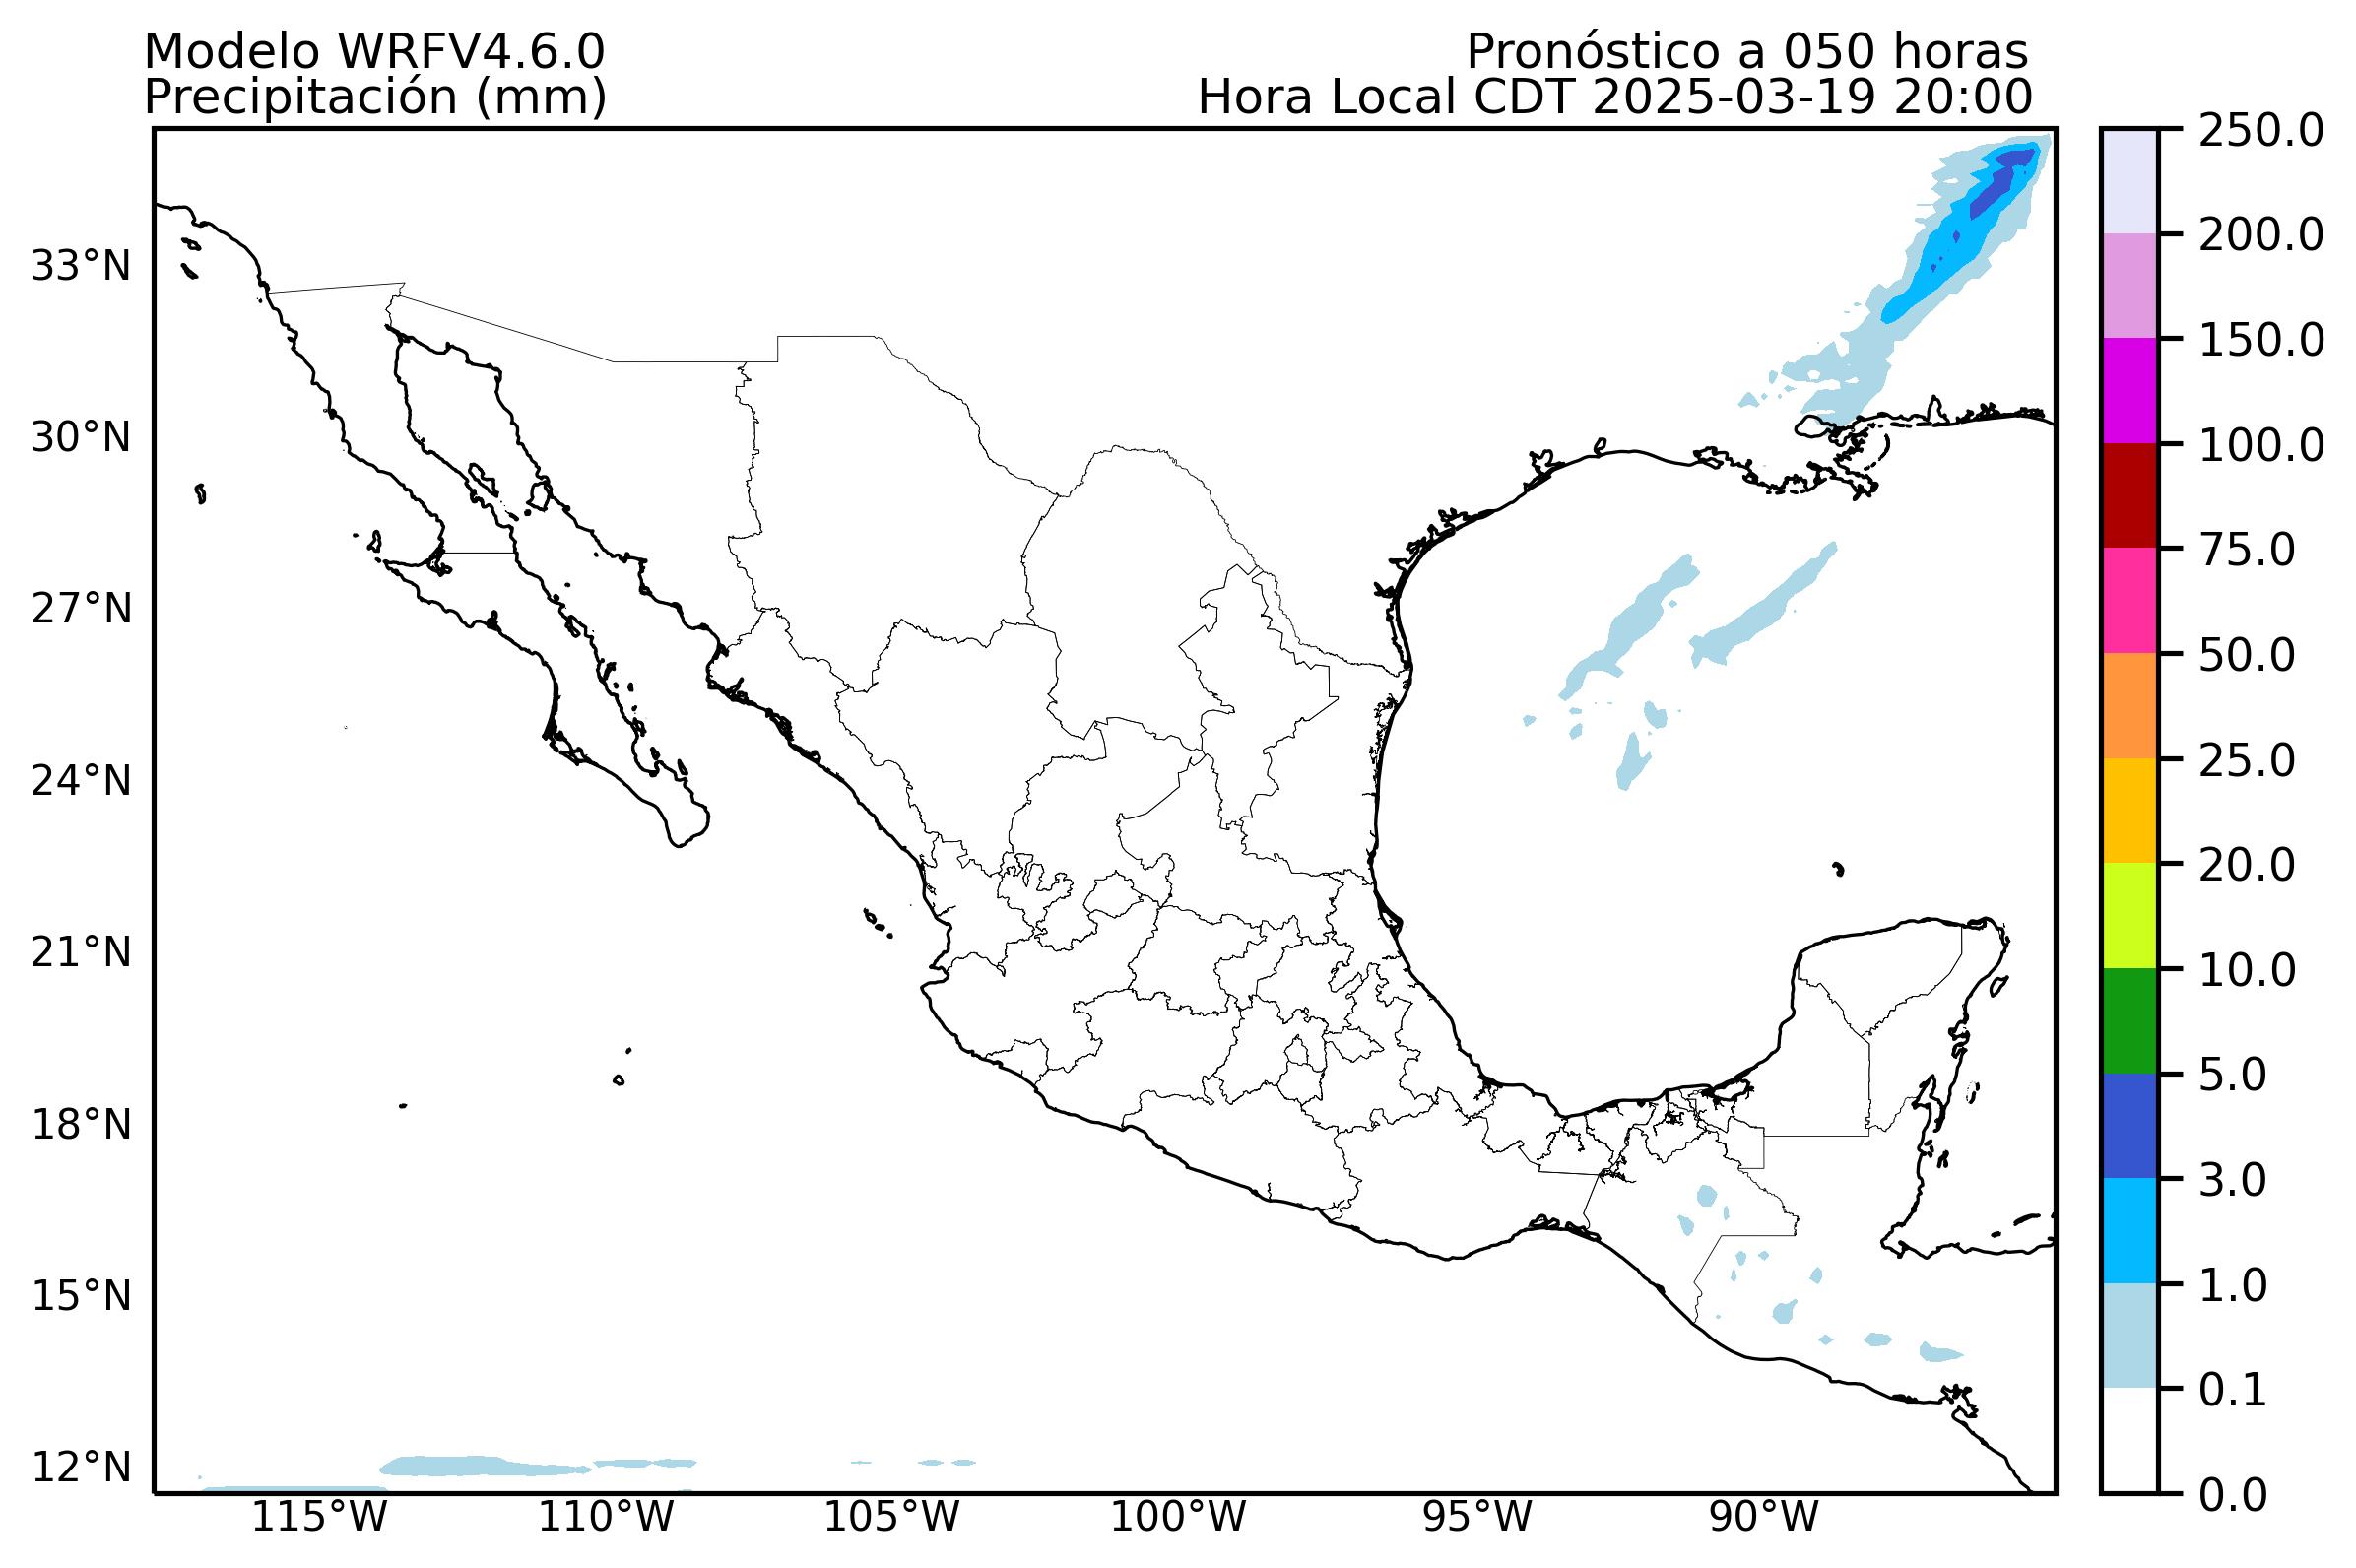 Modelo WRFV4.6.0
Pronóstico a 050 horas
Precipitación (mm)
Hora Local CDT 2025-03-19 20:00
33°N
30°N
27°N
24°N
21°N
18°N
15°N
12°N
115°W
110°W
105°W
100°W
95°W
90°W
250.0
200.0
150.0
100.0
75.0
50.0
25.0
20.0
10.0
5.0
3.0
1.0
0.1
0.0